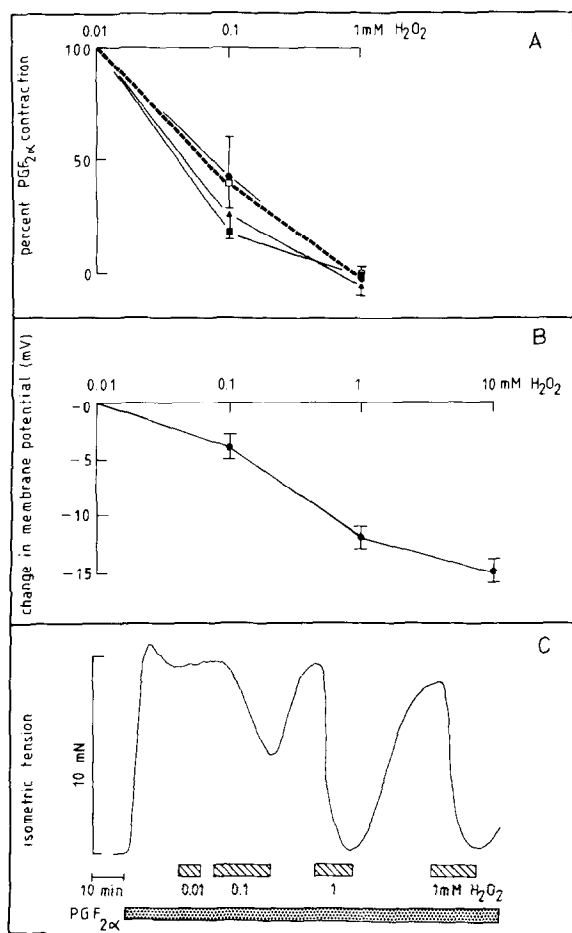 A
0.01 0.1 1mM H₂O₂
100
50
0
percent PGF₂α contraction
B
0.01 0.1 1 10 mM H₂O₂
-0
-5
-10
-15
change in membrane potential (mV)
C
isometric tension
10 mN
10 min 0.01 0.1 1 1mM H₂O₂
PGF₂α